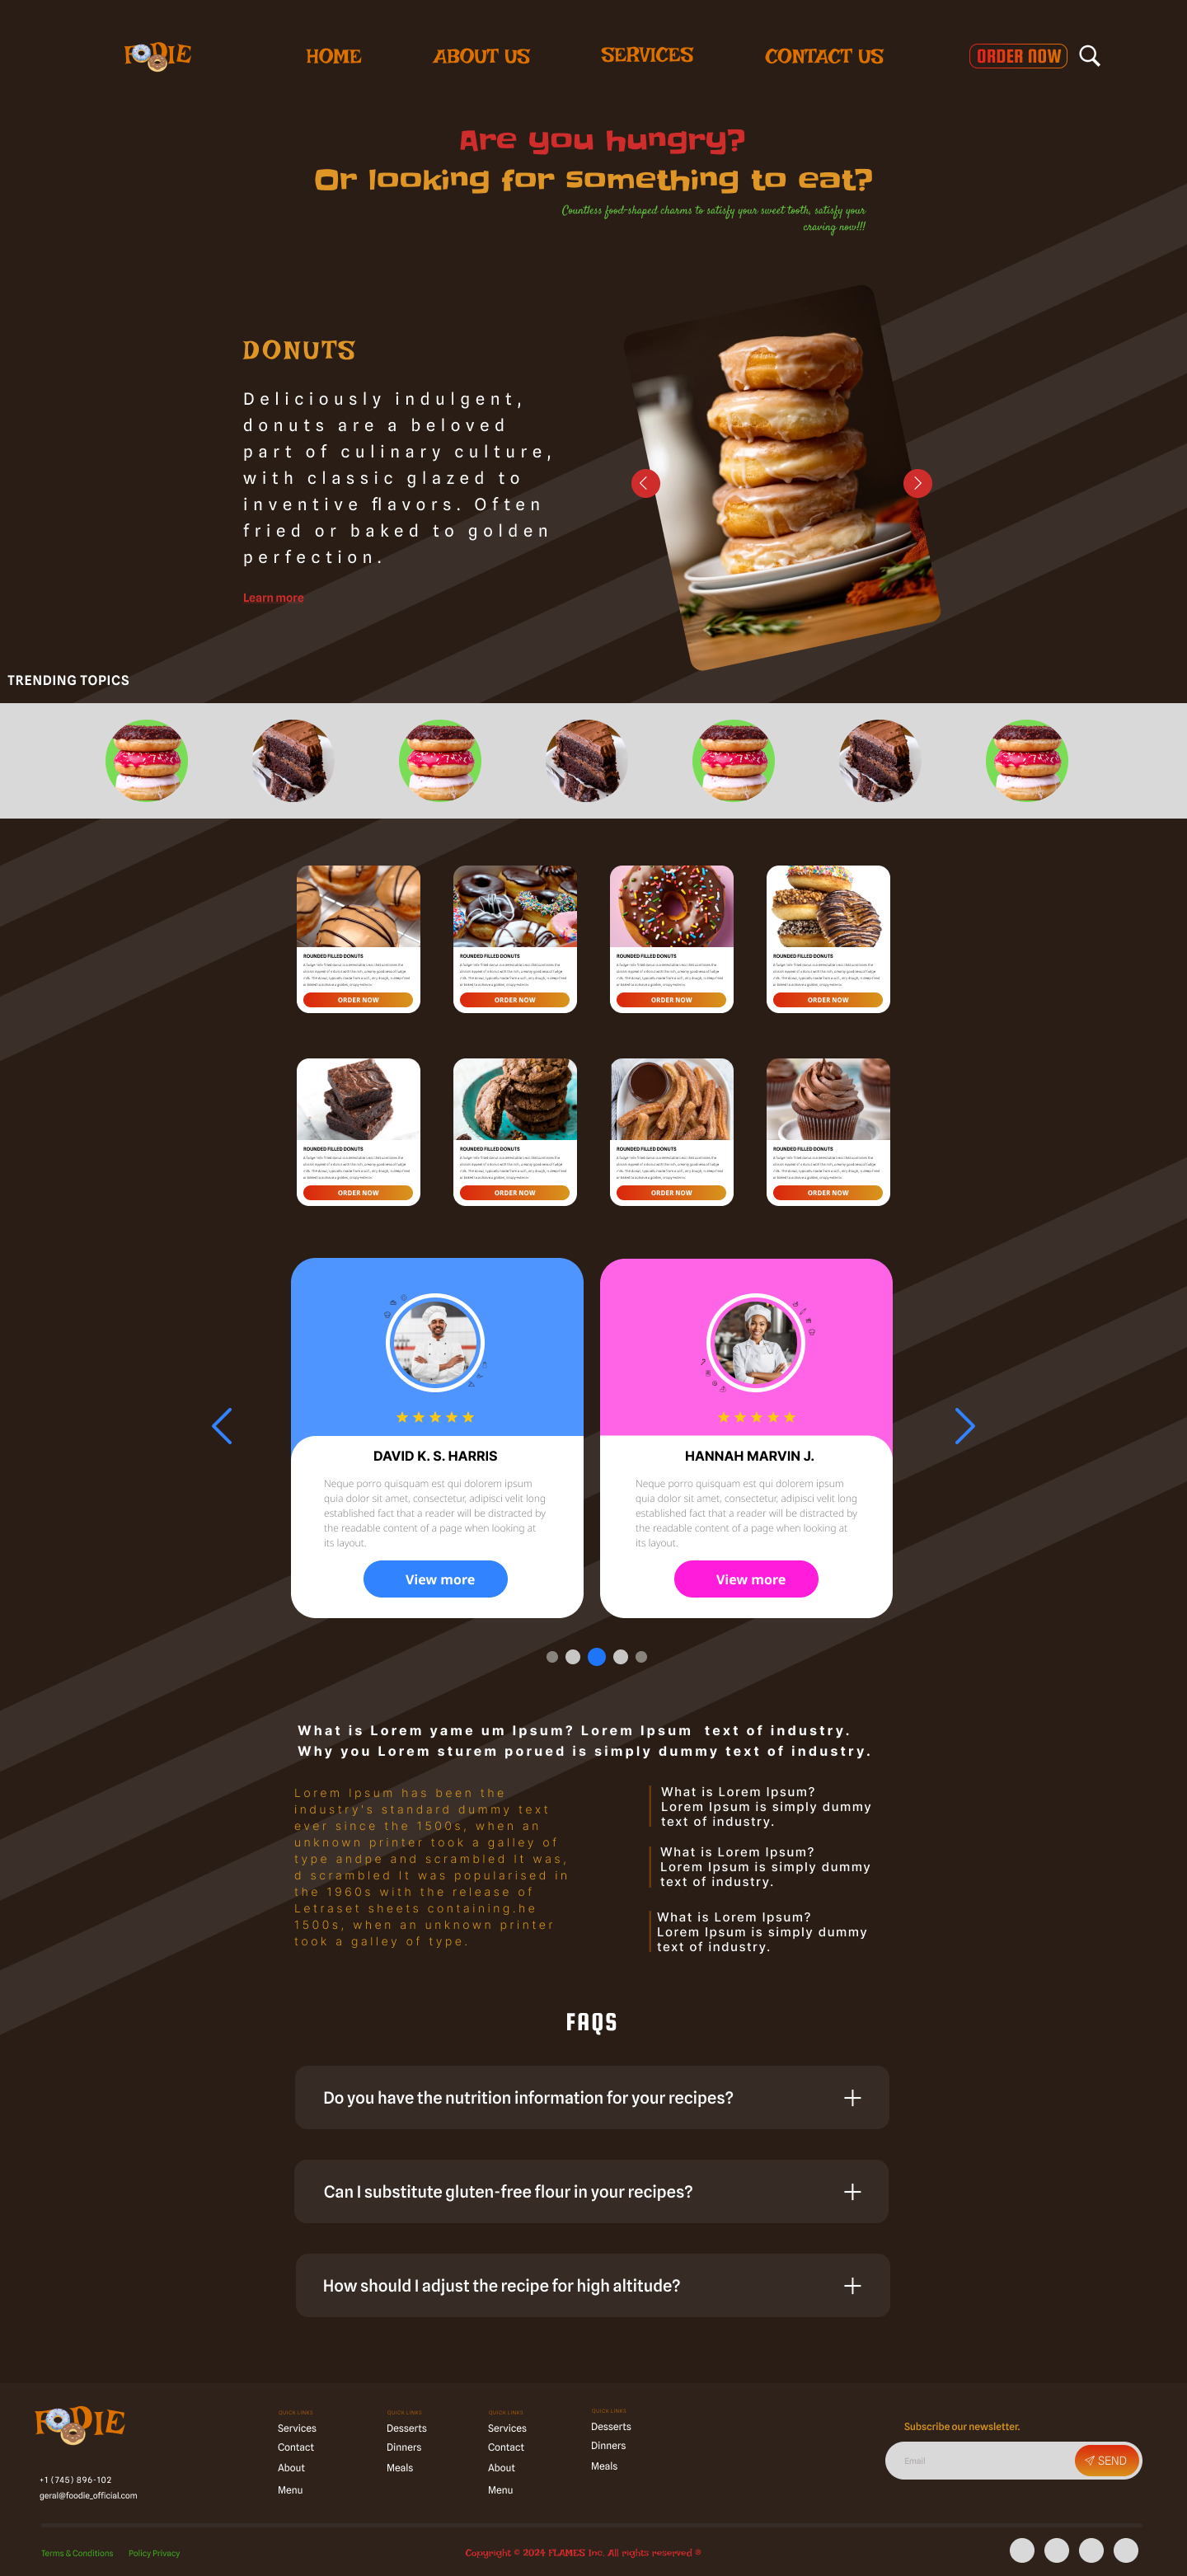 FODIE
HOME
ABOUT US
SERVICES
CONTACT US
ORDER NOW
Are you hungry?
Or looking for something to eat?
Countless food-shaped charms to satisfy your sweet tooth, satisfy your
craving now!!!
DONUTS
Deliciously indulgent,
donuts are a beloved
part of culinary culture,
with classic glazed to
inventive flavors. Often
fried or baked to golden
perfection.
Learn more
TRENDING TOPICS
ROUNDED FILLED DONUTS
ORDER NOW
ROUNDED FILLED DONUTS
ORDER NOW
ROUNDED FILLED DONUTS
ORDER NOW
ROUNDED FILLED DONUTS
ORDER NOW
ROUNDED FILLED DONUTS
ORDER NOW
ROUNDED FILLED DONUTS
ORDER NOW
ROUNDED FILLED DONUTS
ORDER NOW
ROUNDED FILLED DONUTS
ORDER NOW
DAVID K. S. HARRIS
Neque porro quisquam est qui dolorem ipsum
quia dolor sit amet, consectetur, adipisci velit long
established fact that a reader will be distracted by
the readable content of a page when looking at
its layout.
View more
HANNAH MARVIN J.
Neque porro quisquam est qui dolorem ipsum
quia dolor sit amet, consectetur, adipisci velit long
established fact that a reader will be distracted by
the readable content of a page when looking at
its layout.
View more
What is Lorem yame um Ipsum? Lorem Ipsum text of industry.
Why you Lorem sturem porued is simply dummy text of industry.
Lorem Ipsum has been the
industry's standard dummy text
ever since the 1500s, when an
unknown printer took a galley of
type andpe and scrambled It was,
d scrambled It was popularised in
the 1960s with the release of
Letraset sheets containing.he
1500s, when an unknown printer
took a galley of type.
What is Lorem Ipsum?
Lorem Ipsum is simply dummy
text of industry.
What is Lorem Ipsum?
Lorem Ipsum is simply dummy
text of industry.
What is Lorem Ipsum?
Lorem Ipsum is simply dummy
text of industry.
FAQS
Do you have the nutrition information for your recipes?
Can I substitute gluten-free flour in your recipes?
How should I adjust the recipe for high altitude?
FODIE
+1 (745) 896-102
geral@foodie_official.com
QUICK LINKS
Services
Contact
About
Menu
QUICK LINKS
Desserts
Dinners
Meals
QUICK LINKS
Services
Contact
About
Menu
QUICK LINKS
Desserts
Dinners
Meals
Subscribe our newsletter.
Email
SEND
Terms & Conditions
Policy Privacy
Copyright © 2024 FLAMES Inc. All rights reserved ®